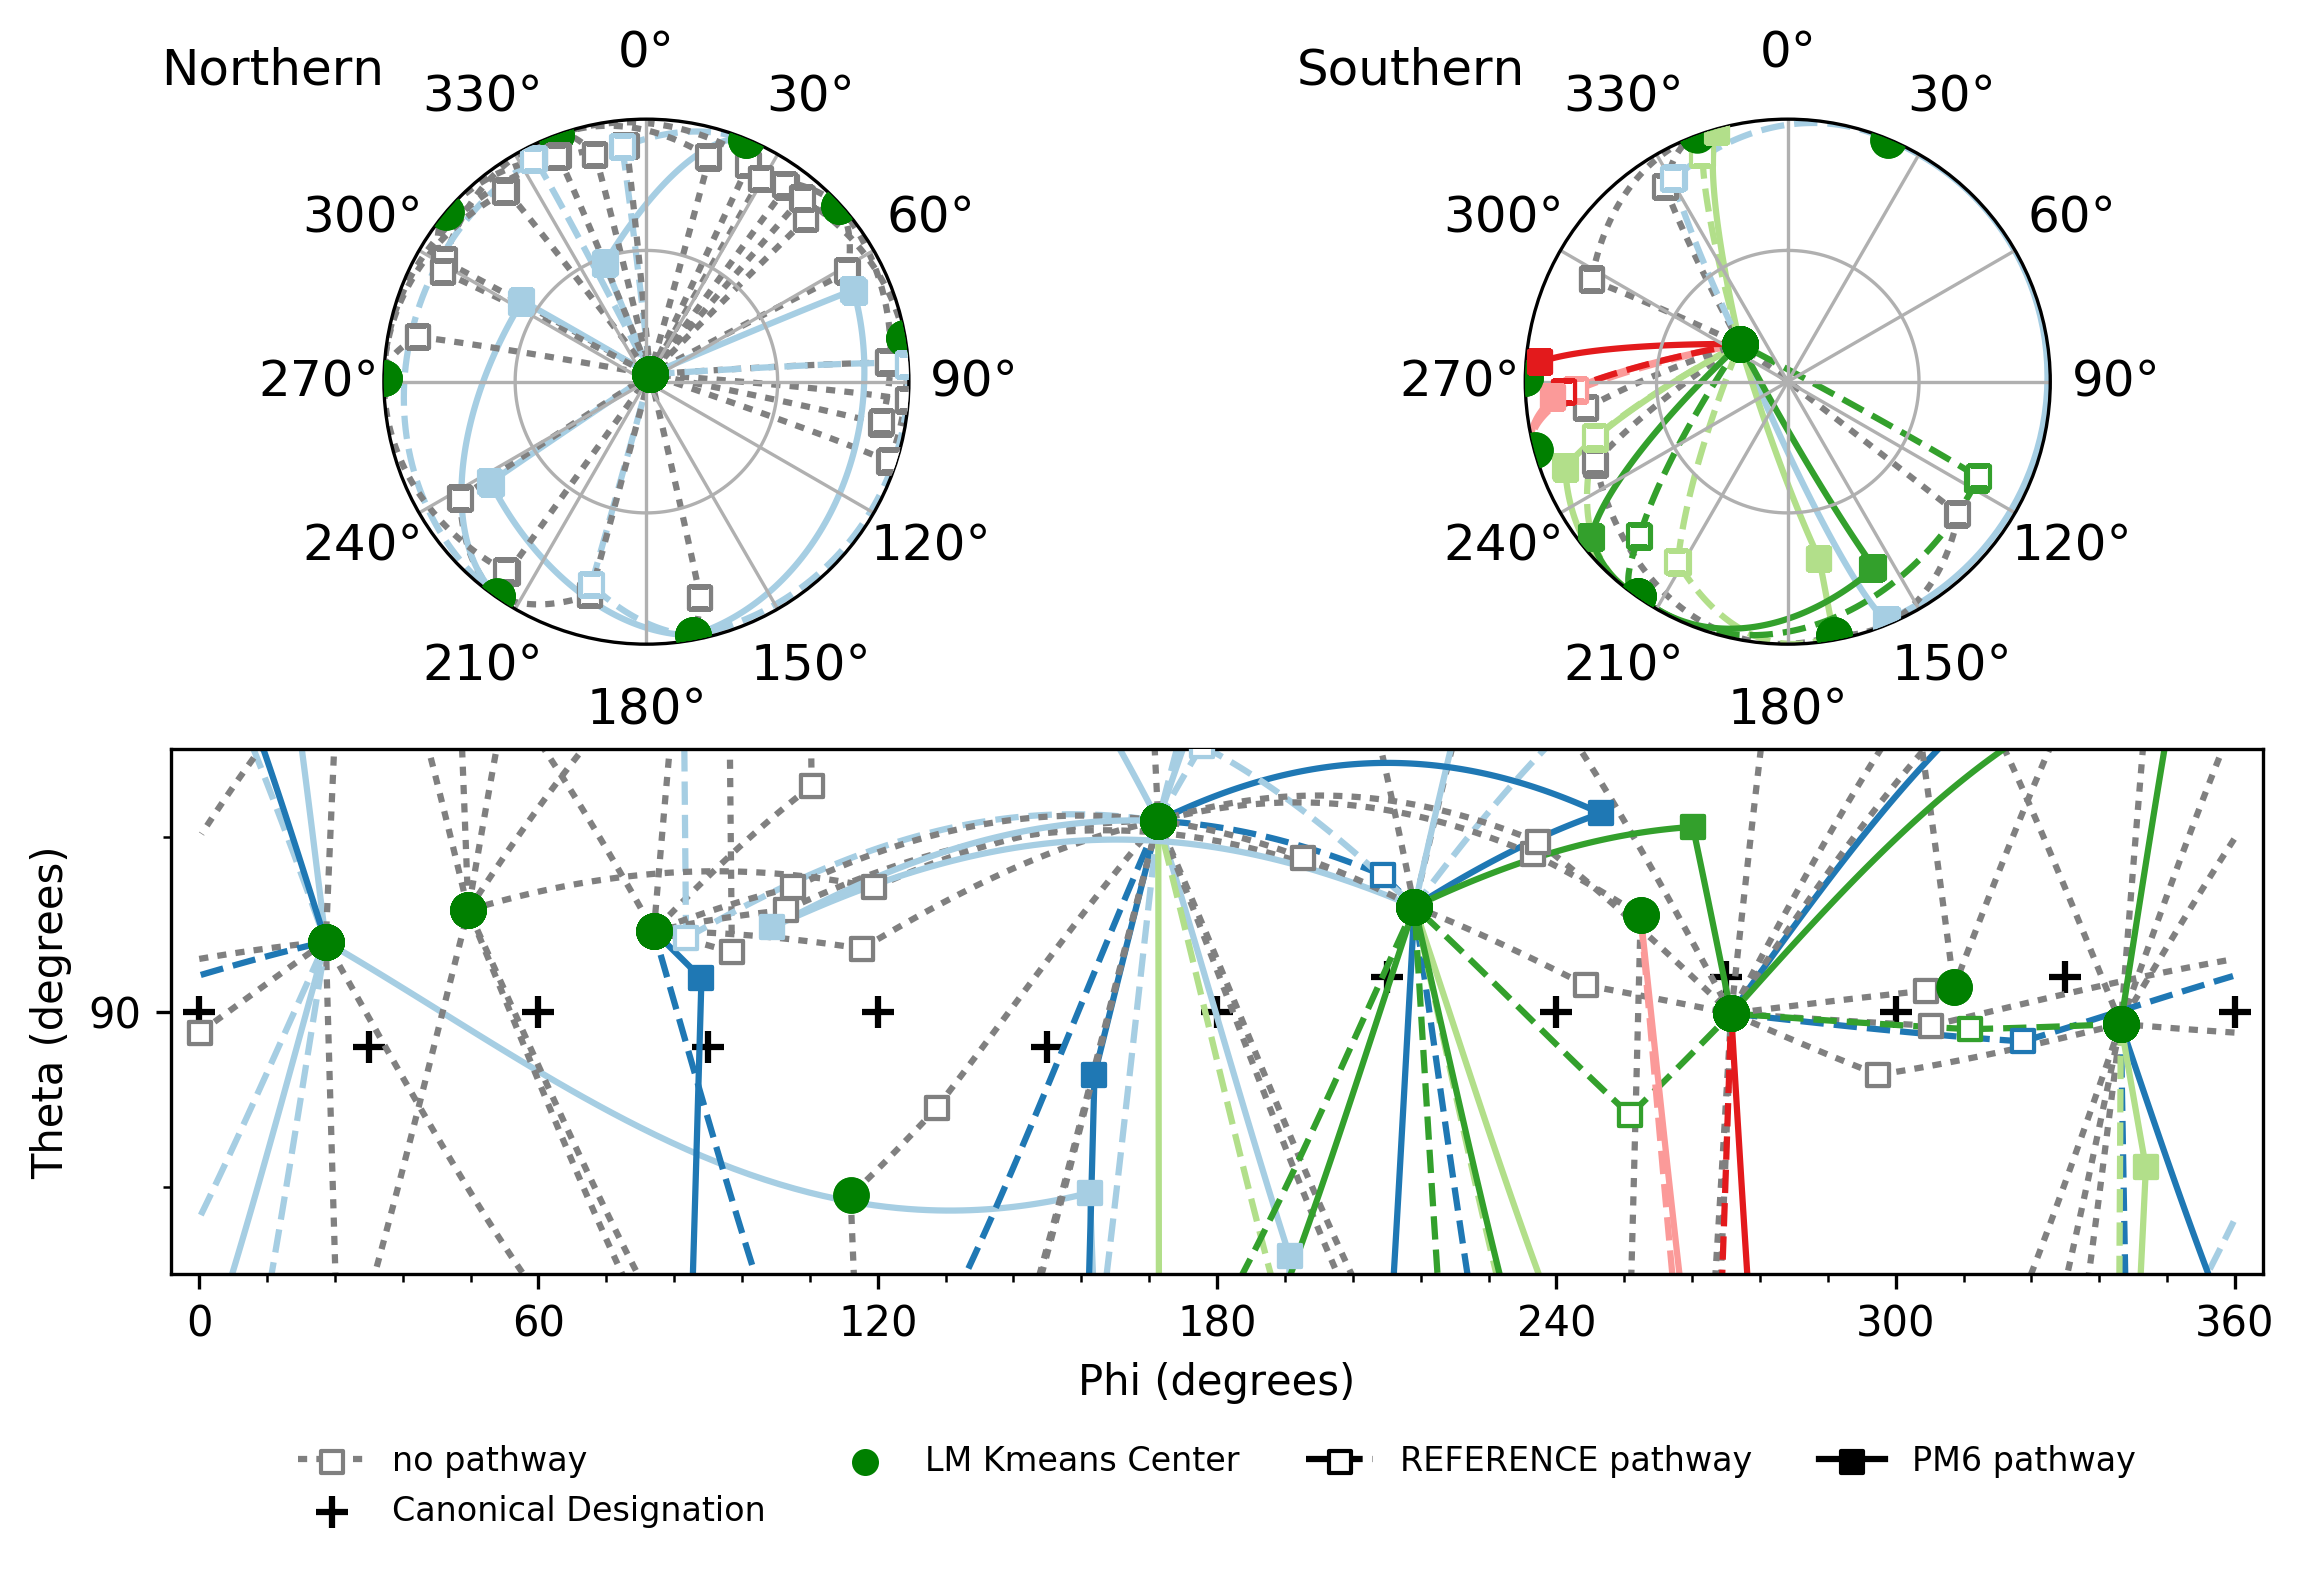 Northern
0°
330°
30°
300°
60°
270°
90°
240°
120°
210°
150°
180°
Southern
0°
330°
30°
300°
60°
270°
90°
240°
120°
210°
150°
180°
Theta (degrees)
90
0 60 120 180 240 300 360
Phi (degrees)
no pathway
LM Kmeans Center
REFERENCE pathway
PM6 pathway
Canonical Designation